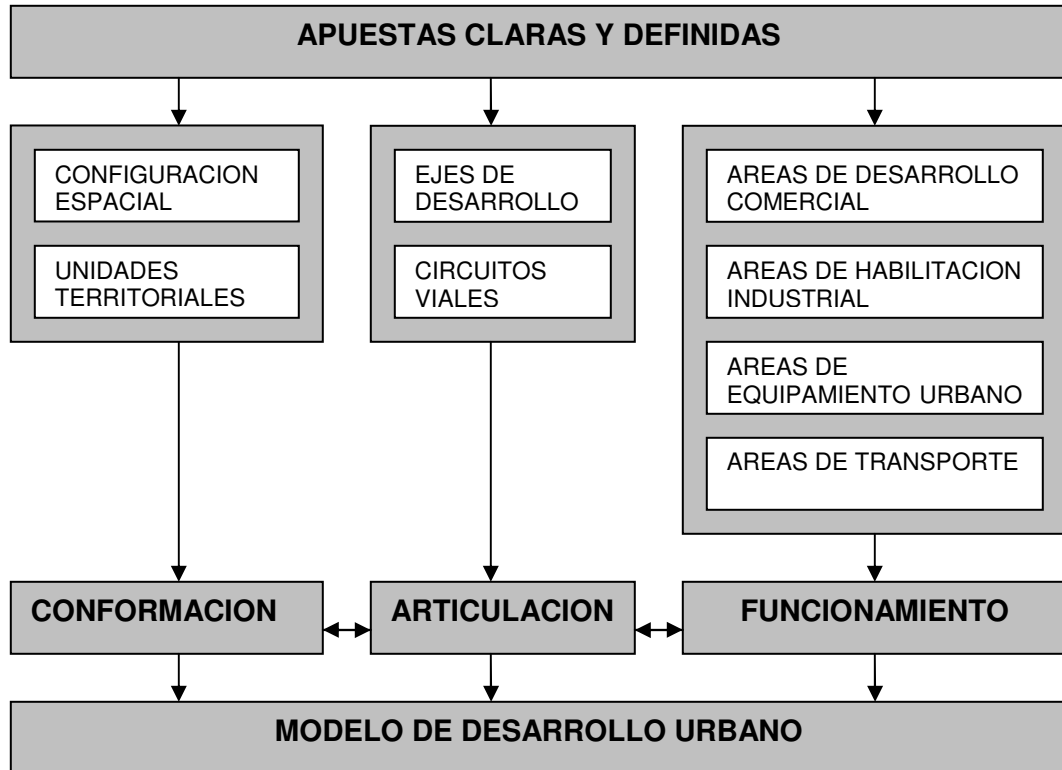 APUESTAS CLARAS Y DEFINIDAS
CONFIGURACION
ESPACIAL
UNIDADES
TERRITORIALES
EJES DE
DESARROLLO
CIRCUITOS
VIALES
AREAS DE DESARROLLO
COMERCIAL
AREAS DE HABILITACION
INDUSTRIAL
AREAS DE
EQUIPAMIENTO URBANO
AREAS DE TRANSPORTE
CONFORMACION
ARTICULACION
FUNCIONAMIENTO
MODELO DE DESARROLLO URBANO